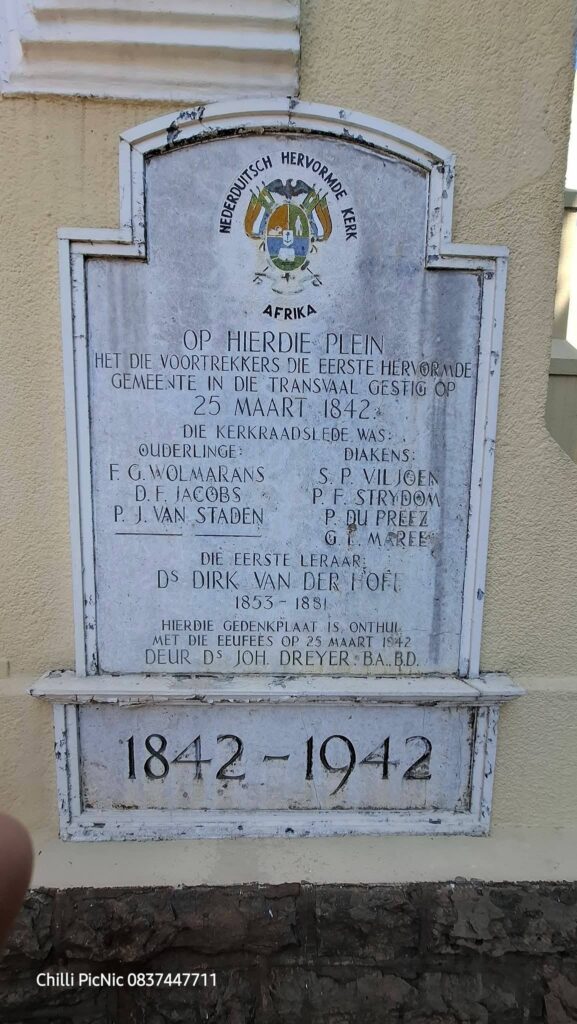 NEDERDUITSCH HERVORMDE KERK
AFRIKA
OP HIERDIE PLEIN
HET DIE VOORTREKKERS DIE EERSTE HERVORMDE
GEMEENTE IN DIE TRANSVAAL GESTIG OP
25 MAART 1842.
DIE KERKRAADSLEDE WAS:
OUDERLINGE:
F. G. WOLMARANS
D. F. JACOBS
P. J. VAN STADEN
DIAKENS:
S. P. VILJOEN
P. F. STRYDOM
P. DU PREEZ
G. L. MAREE
DIE EERSTE LERAAR:
DS DIRK VAN DER HOFF
1853 - 1881
HIERDIE GEDENKPLAAT IS ONTHUL
MET DIE EEUFEES OP 25 MAART 1942
DEUR DS JOH. DREYER. B.A., B.D.
1842 - 1942
Chilli PicNic 0837447711